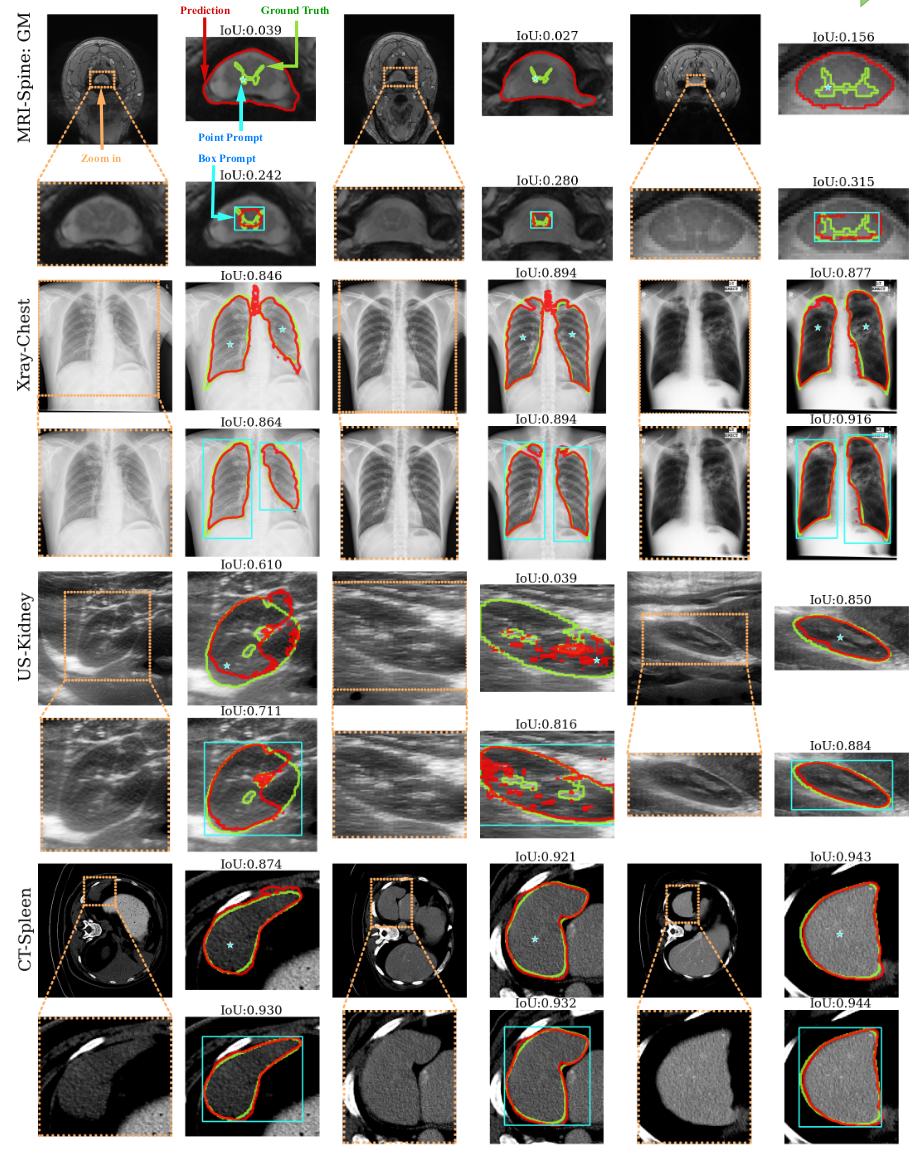 Prediction
Ground Truth
MRI-Spine: GM
IoU:0.039
IoU:0.027
IoU:0.156
Zoom in
Point Prompt
Box Prompt
IoU:0.242
IoU:0.280
IoU:0.315
Xray-Chest
IoU:0.846
IoU:0.894
IoU:0.877
IoU:0.864
IoU:0.894
IoU:0.916
US-Kidney
IoU:0.610
IoU:0.039
IoU:0.850
IoU:0.711
IoU:0.816
IoU:0.884
CT-Spleen
IoU:0.874
IoU:0.921
IoU:0.943
IoU:0.930
IoU:0.932
IoU:0.944